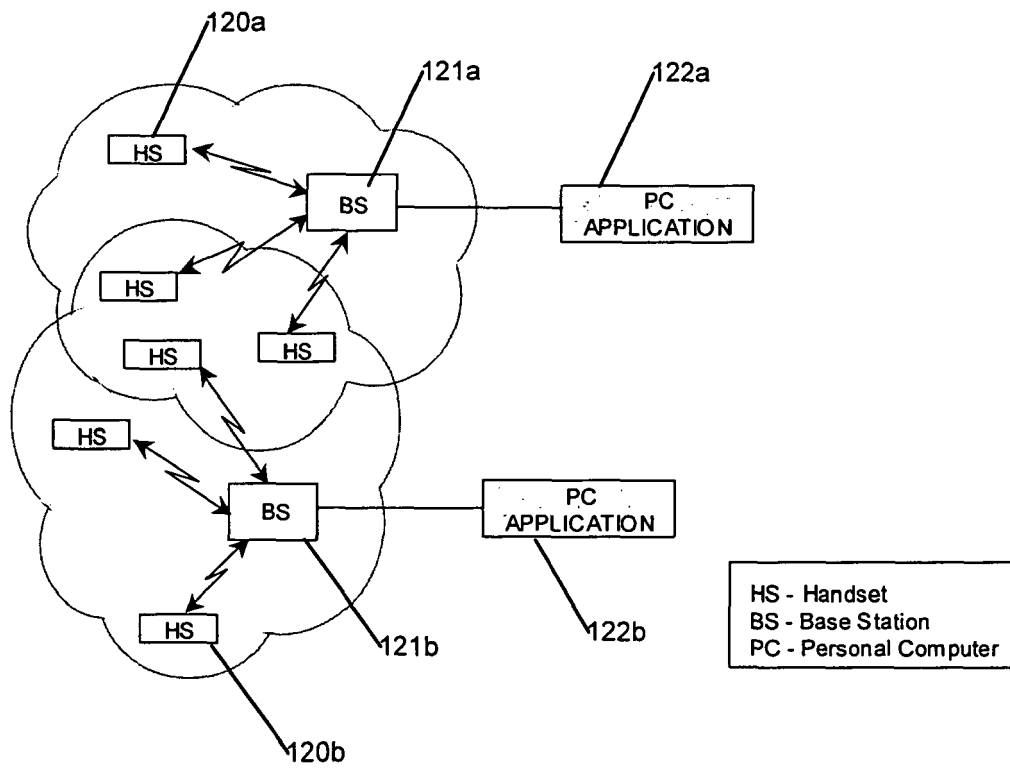 120a
121a
122a
HS
BS
PC
APPLICATION
HS
HS
HS
HS
BS
PC
APPLICATION
HS
121b
122b
120b
HS - Handset
BS - Base Station
PC - Personal Computer